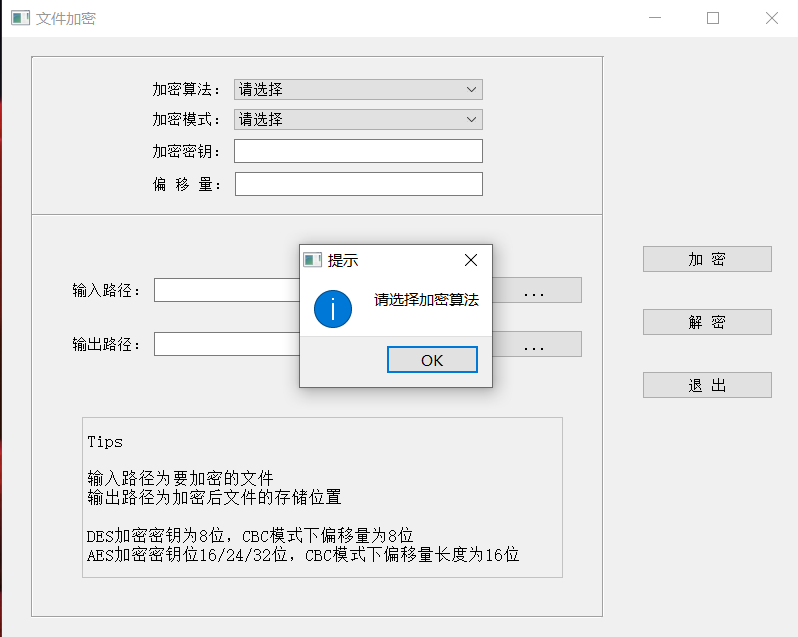 文件加密
加密算法： 请选择
加密模式： 请选择
加密密钥：
偏 移 量：
提示
请选择加密算法
OK
输入路径： ...
输出路径： ...
加 密
解 密
退 出
Tips
输入路径为要加密的文件
输出路径为加密后文件的存储位置
DES加密密钥为8位，CBC模式下偏移量为8位
AES加密密钥位16/24/32位，CBC模式下偏移量长度为16位